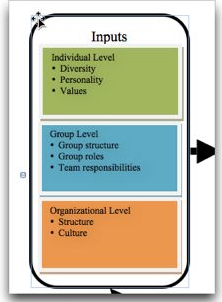 Inputs
Individual Level
• Diversity
• Personality
• Values
Group Level
• Group structure
• Group roles
• Team responsibilities
Organizational Level
• Structure
• Culture